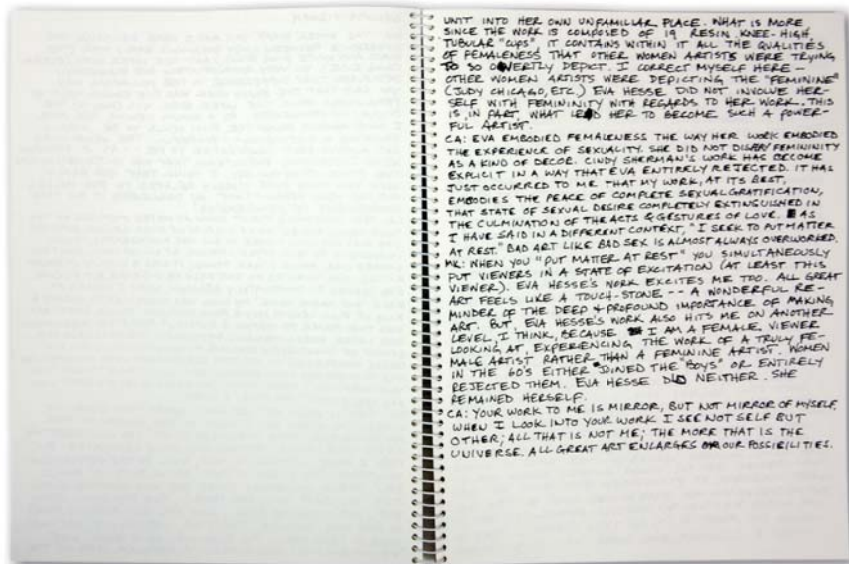 UNIT INTO HER OWN UNFAMILIAR PLACE. WHAT IS MORE
SINCE THE WORK IS COMPOSED OF 19 RESIN, KNEE-HIGH,
TUBULAR "CUPS", IT CONTAINS WITHIN IT ALL THE QUALITIES
OF FEMALENESS THAT OTHER WOMEN ARTISTS WERE TRYING
TO SO OVERTLY DEPICT. I CORRECT MYSELF HERE –
OTHER WOMEN ARTISTS WERE DEPICTING THE "FEMININE"
(JUDY CHICAGO, ETC.) EVA HESSE DID NOT INVOLVE HER-
SELF WITH FEMININITY WITH REGARDS TO HER WORK. THIS
IS, IN PART, WHAT LED HER TO BECOME SUCH A POWER-
FUL ARTIST.
CA: EVA EMBODIED FEMALENESS THE WAY HER WORK EMBODIED
THE EXPERIENCE OF SEXUALITY. SHE DID NOT DISPLAY FEMININITY
AS A KIND OF DECOR. CINDY SHERMAN'S WORK HAS BECOME
EXPLICIT IN A WAY THAT EVA ENTIRELY REJECTED. IT HAS
JUST OCCURRED TO ME THAT MY WORK, AT ITS BEST,
EMBODIES THE PEACE OF COMPLETE SEXUAL GRATIFICATION,
THAT STATE OF SEXUAL DESIRE COMPLETELY EXTINGUISHED IN
THE CULMINATION OF THE ACTS & GESTURES OF LOVE. AS
I HAVE SAID IN A DIFFERENT CONTEXT, "I SEEK TO PUT MATTER
AT REST." BAD ART LIKE BAD SEX IS ALMOST ALWAYS OVERWORKED.
MK: WHEN YOU "PUT MATTER AT REST" YOU SIMULTANEOUSLY
PUT VIEWERS IN A STATE OF EXCITATION (AT LEAST THIS
VIEWER). EVA HESSE'S WORK EXCITES ME TOO. ALL GREAT
ART FEELS LIKE A TOUCH-STONE -- A WONDERFUL RE-
MINDER OF THE DEEP & PROFOUND IMPORTANCE OF MAKING
ART. BUT, EVA HESSE'S WORK ALSO HITS ME ON ANOTHER
LEVEL, I THINK, BECAUSE I AM A FEMALE VIEWER
LOOKING AT, EXPERIENCING THE WORK OF A TRULY FE-
MALE ARTIST RATHER THAN A FEMININE ARTIST. WOMEN
IN THE 60'S EITHER JOINED THE "BOYS" OR ENTIRELY
REJECTED THEM. EVA HESSE DID NEITHER. SHE
REMAINED HERSELF.
CA: YOUR WORK TO ME IS MIRROR, BUT NOT MIRROR OF MYSELF.
WHEN I LOOK INTO YOUR WORK I SEE NOT SELF BUT
OTHER; ALL THAT IS NOT ME; THE MORE THAT IS THE
UNIVERSE. ALL GREAT ART ENLARGES OUR POSSIBILITIES.